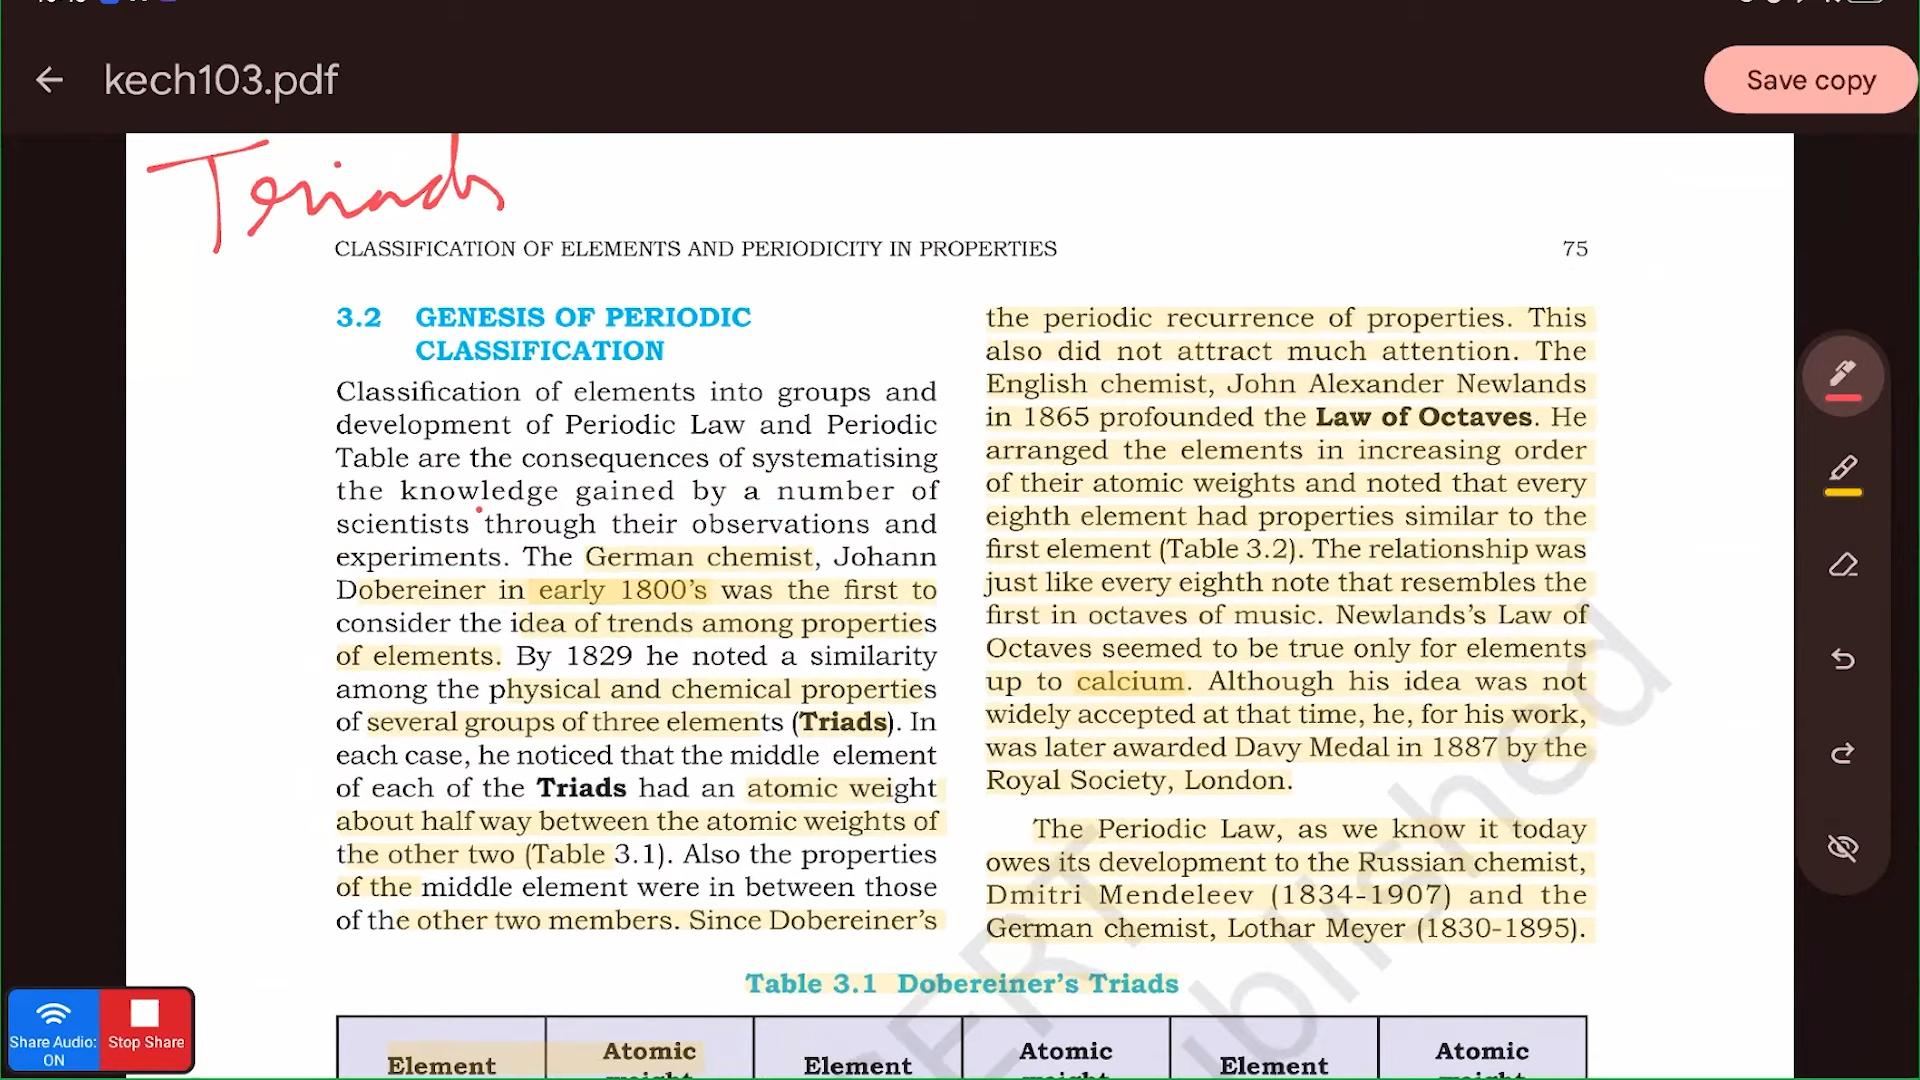 kech103.pdf
Save copy
Teriads
CLASSIFICATION OF ELEMENTS AND PERIODICITY IN PROPERTIES 75
3.2 GENESIS OF PERIODIC
CLASSIFICATION
Classification of elements into groups and
development of Periodic Law and Periodic
Table are the consequences of systematising
the knowledge gained by a number of
scientists through their observations and
experiments. The German chemist, Johann
Dobereiner in early 1800's was the first to
consider the idea of trends among properties
of elements. By 1829 he noted a similarity
among the physical and chemical properties
of several groups of three elements (Triads). In
each case, he noticed that the middle element
of each of the Triads had an atomic weight
about half way between the atomic weights of
the other two (Table 3.1). Also the properties
of the middle element were in between those
of the other two members. Since Dobereiner's
the periodic recurrence of properties. This
also did not attract much attention. The
English chemist, John Alexander Newlands
in 1865 profounded the Law of Octaves. He
arranged the elements in increasing order
of their atomic weights and noted that every
eighth element had properties similar to the
first element (Table 3.2). The relationship was
just like every eighth note that resembles the
first in octaves of music. Newlands's Law of
Octaves seemed to be true only for elements
up to calcium. Although his idea was not
widely accepted at that time, he, for his work,
was later awarded Davy Medal in 1887 by the
Royal Society, London.
The Periodic Law, as we know it today
owes its development to the Russian chemist,
Dmitri Mendeleev (1834-1907) and the
German chemist, Lothar Meyer (1830-1895).
Table 3.1 Dobereiner's Triads
Element Atomic Element Atomic Element Atomic
Share Audio: ON
Stop Share